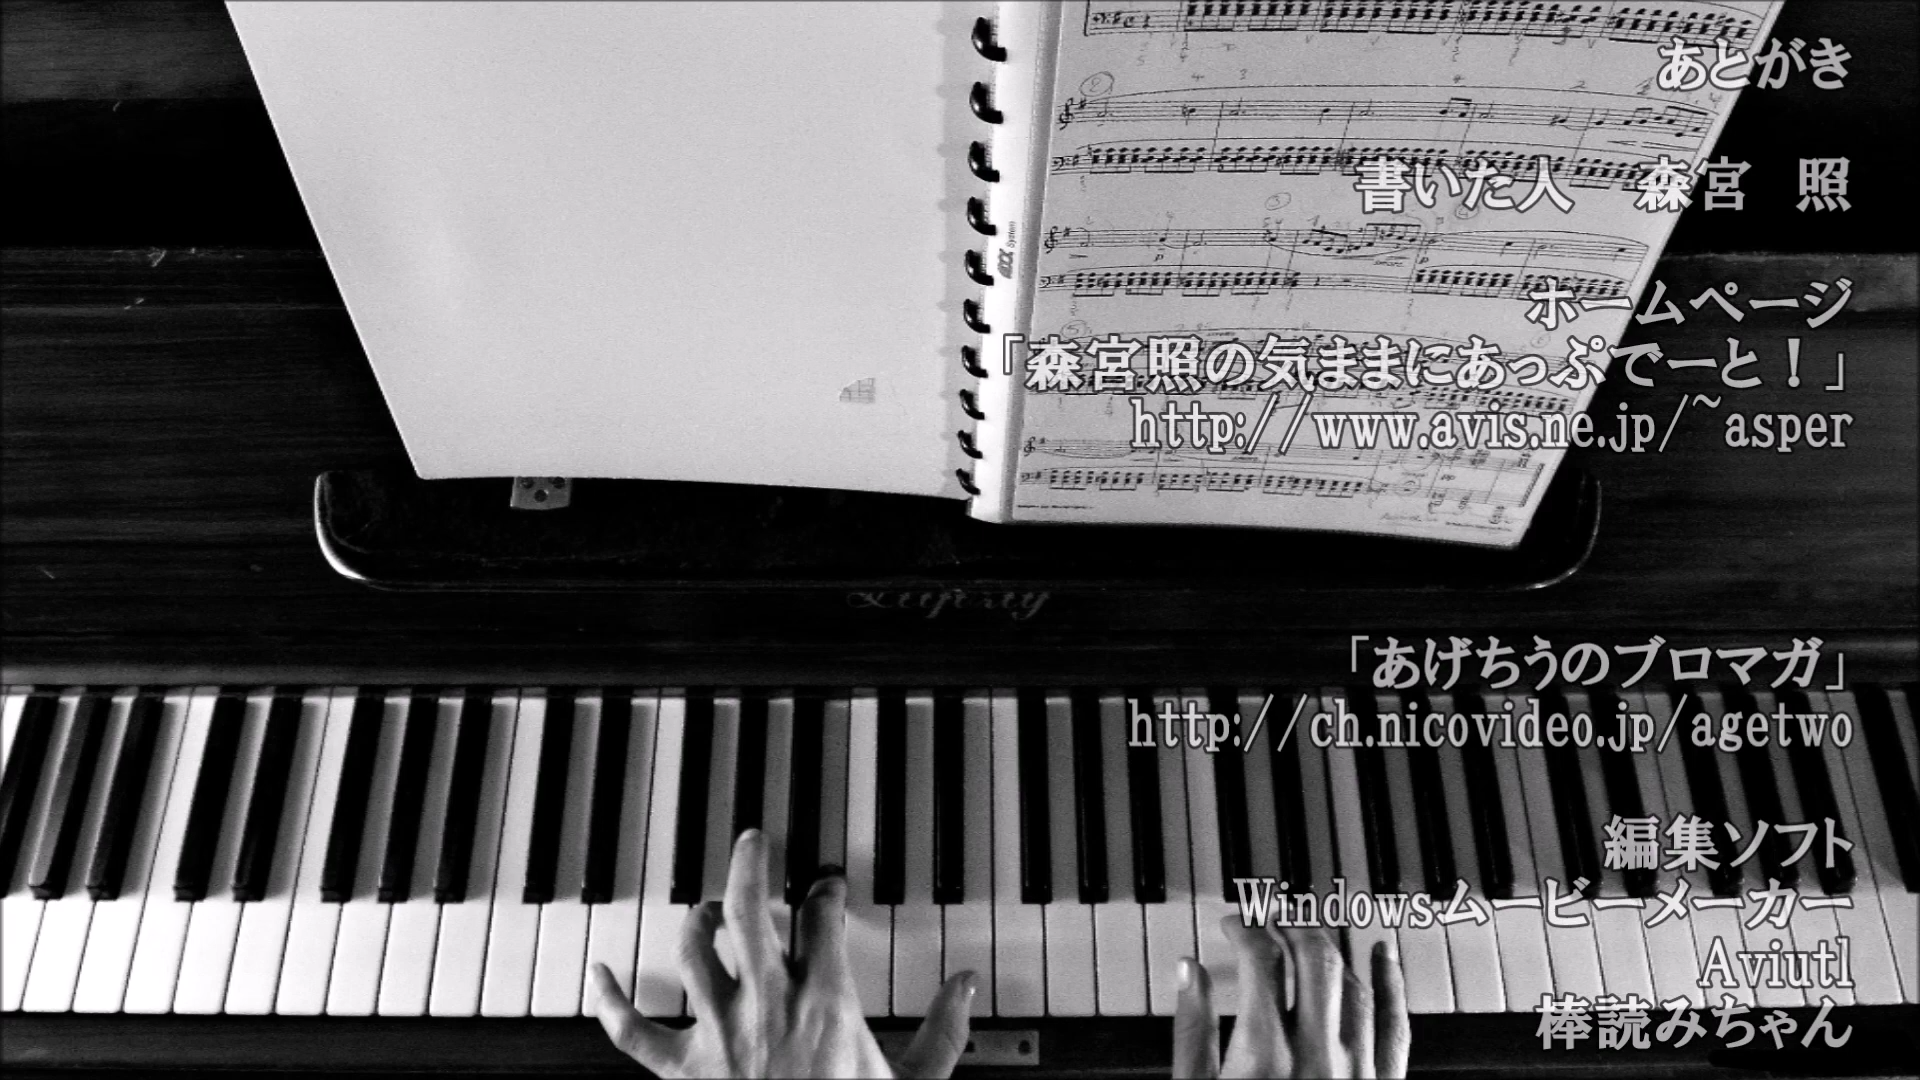 あとがき
書いた人　森宮　照
ホームページ
「森宮照の気ままにあっぷでーと！」
http://www.avis.ne.jp/~asper
「あげちうのブロマガ」
http://ch.nicovideo.jp/agetwo
編集ソフト
Windowsムービーメーカー
Aviutl
棒読みちゃん